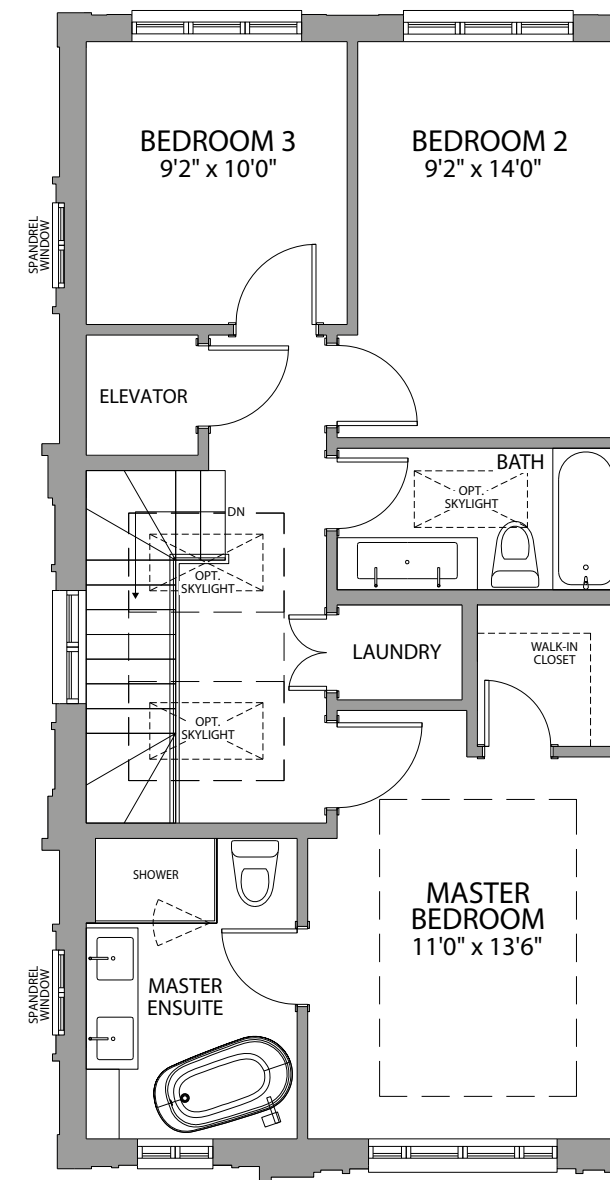 BEDROOM 3
9'2" x 10'0"
BEDROOM 2
9'2" x 14'0"
SPANDREL
WINDOW
ELEVATOR
BATH
OPT.
SKYLIGHT
DN
OPT.
SKYLIGHT
LAUNDRY
WALK-IN
CLOSET
OPT.
SKYLIGHT
SHOWER
MASTER
BEDROOM
11'0" x 13'6"
SPANDREL
WINDOW
MASTER
ENSUITE